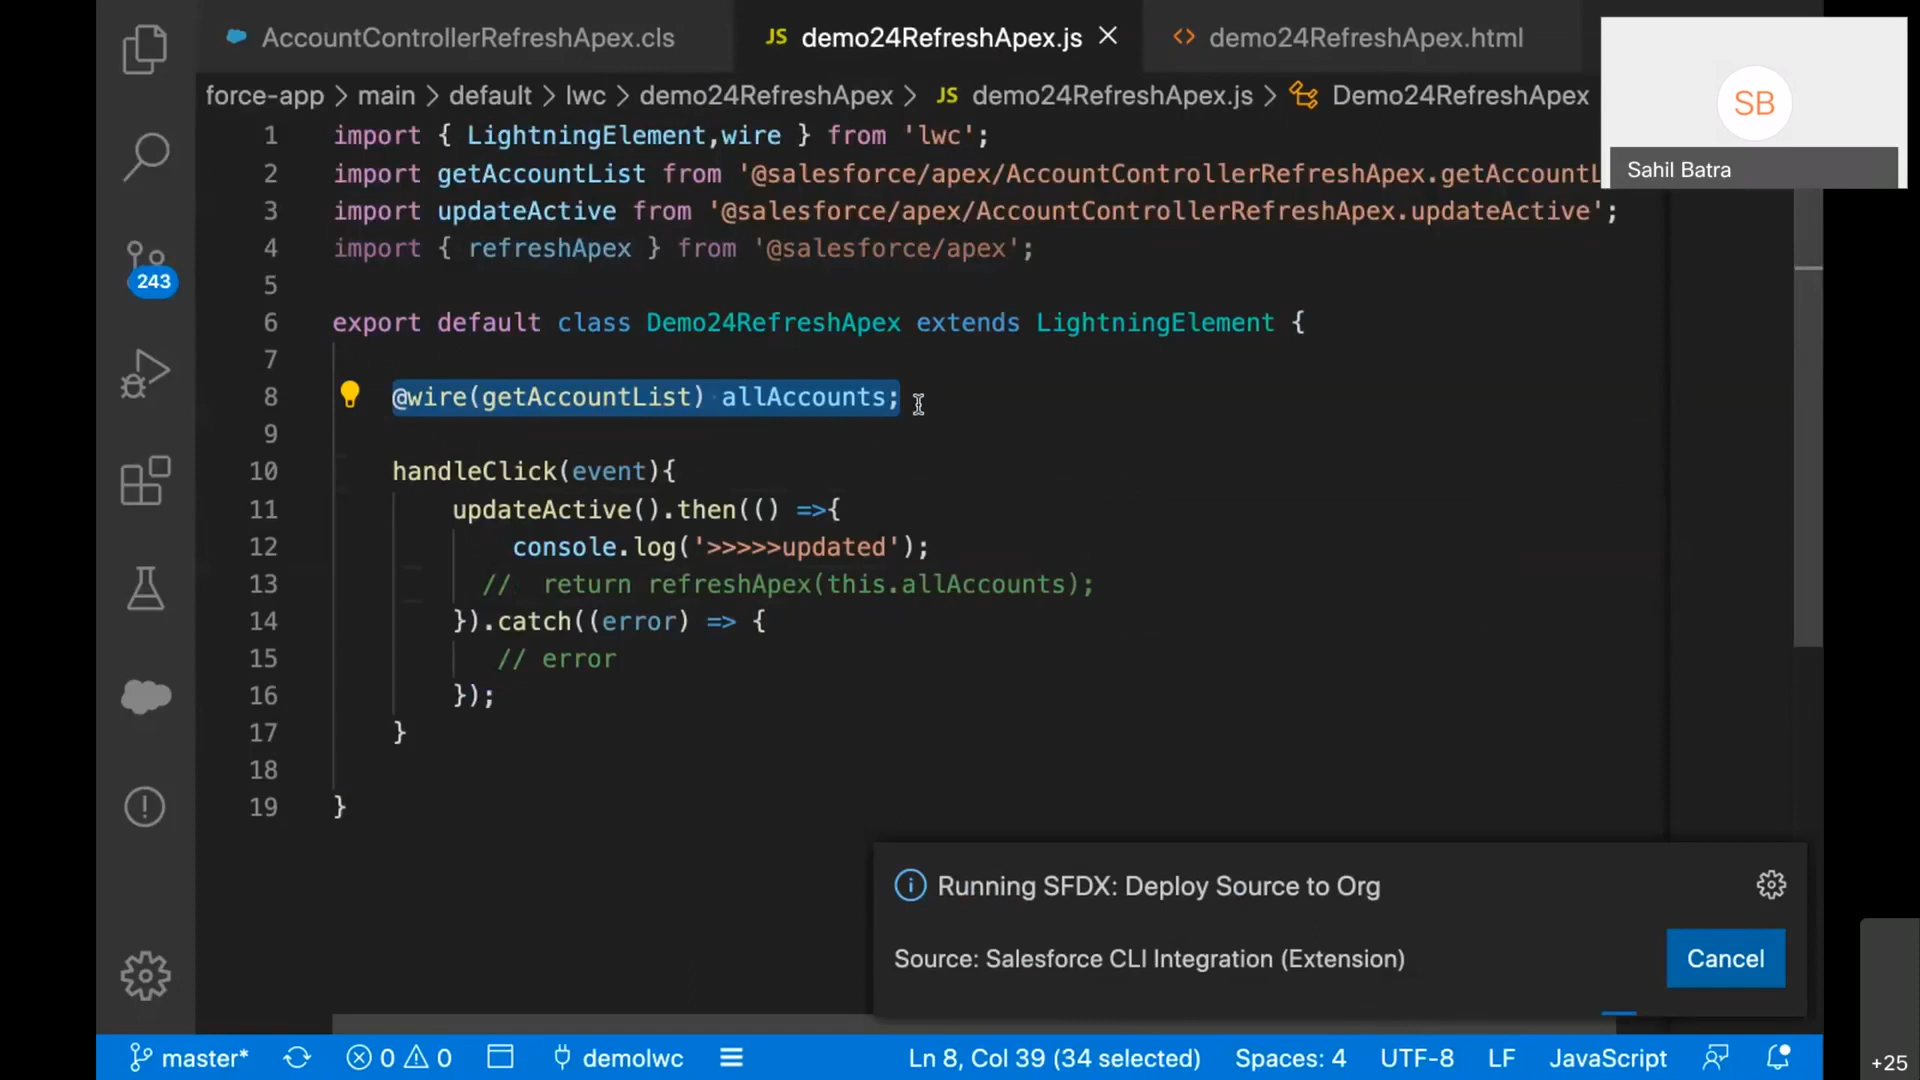 AccountControllerRefreshApex.cls
JS demo24RefreshApex.js
<> demo24RefreshApex.html
force-app > main > default > lwc > demo24RefreshApex > JS demo24RefreshApex.js > Demo24RefreshApex
SB
Sahil Batra
1 import { LightningElement,wire } from 'lwc';
2 import getAccountList from '@salesforce/apex/AccountControllerRefreshApex.getAccountL
3 import updateActive from '@salesforce/apex/AccountControllerRefreshApex.updateActive';
4 import { refreshApex } from '@salesforce/apex';
5
6 export default class Demo24RefreshApex extends LightningElement {
7
8 @wire(getAccountList) allAccounts;
9
10 handleClick(event){
11 updateActive().then(() =>{
12 console.log('>>>>>updated');
13 // return refreshApex(this.allAccounts);
14 }).catch((error) => {
15 // error
16 });
17 }
18
19 }
243
Running SFDX: Deploy Source to Org
Source: Salesforce CLI Integration (Extension)
Cancel
master* 0 0 demolwc Ln 8, Col 39 (34 selected) Spaces: 4 UTF-8 LF JavaScript
+25